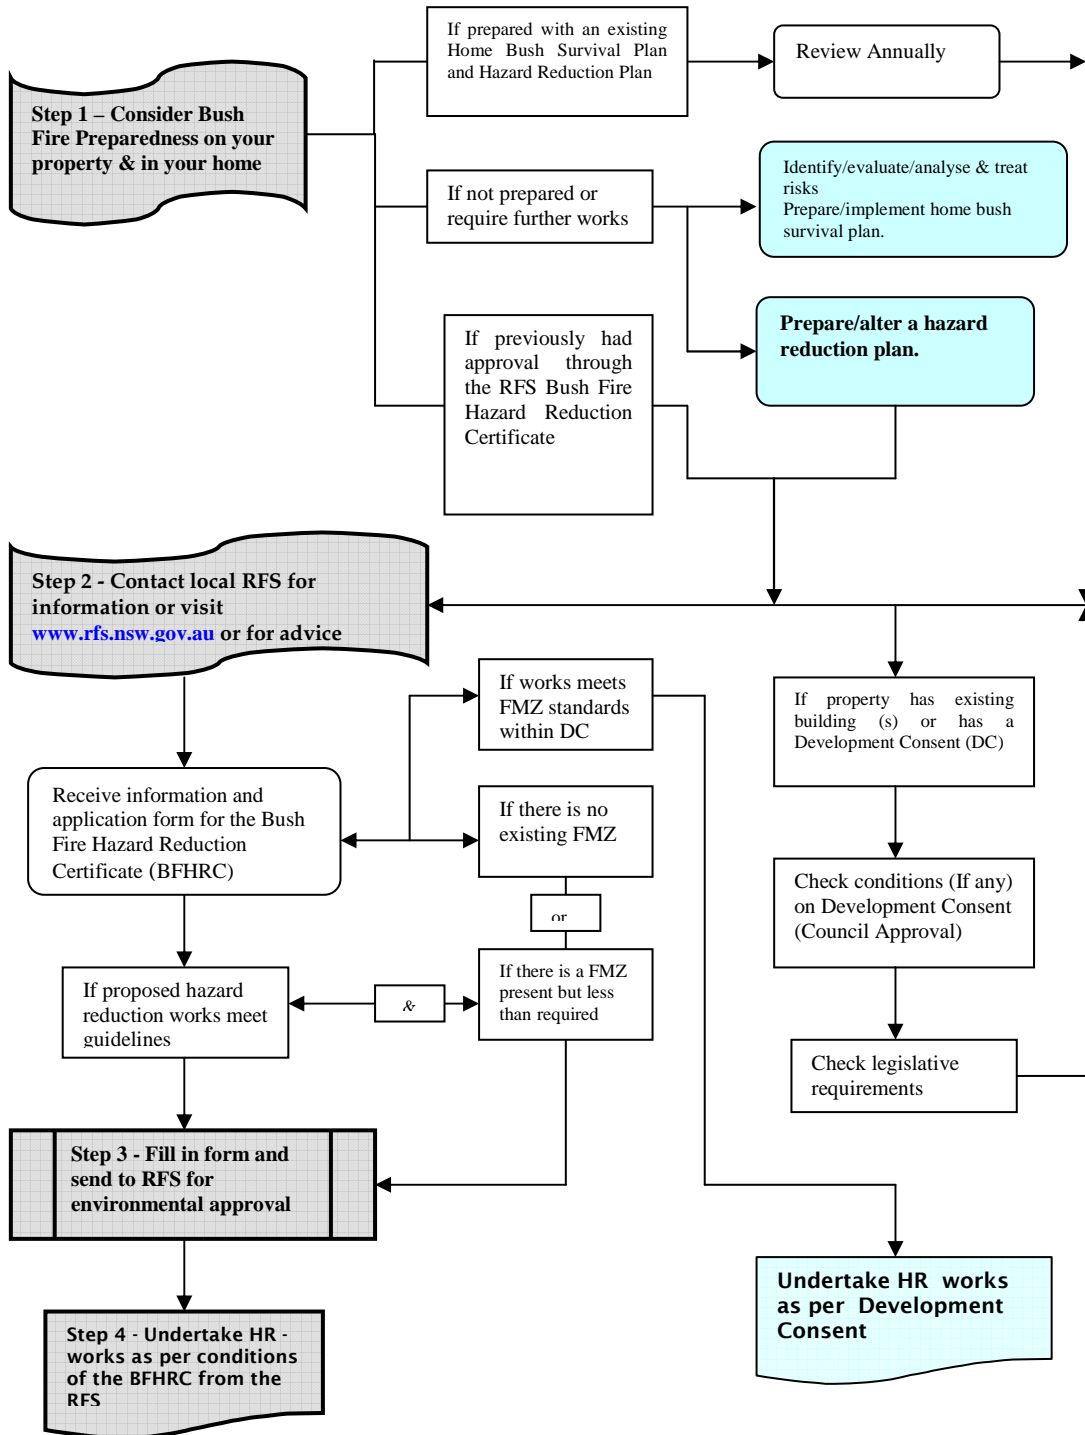 If prepared with an existing
Home Bush Survival Plan
and Hazard Reduction Plan
Review Annually
Step 1 – Consider Bush
Fire Preparedness on your
property & in your home
If not prepared or
require further works
Identify/evaluate/analyse & treat
risks
Prepare/implement home bush
survival plan.
Prepare/alter a hazard
reduction plan.
If previously had
approval through
the RFS Bush Fire
Hazard Reduction
Certificate
Step 2 - Contact local RFS for
information or visit
www.rfs.nsw.gov.au or for advice
If works meets
FMZ standards
within DC
If property has existing
building (s) or has a
Development Consent (DC)
Receive information and
application form for the Bush
Fire Hazard Reduction
Certificate (BFHRC)
If there is no
existing FMZ
or
Check conditions (If any)
on Development Consent
(Council Approval)
If proposed hazard
reduction works meet
guidelines
&
If there is a FMZ
present but less
than required
Check legislative
requirements
Step 3 - Fill in form and
send to RFS for
environmental approval
Undertake HR works
as per Development
Consent
Step 4 - Undertake HR -
works as per conditions
of the BFHRC from the
RFS